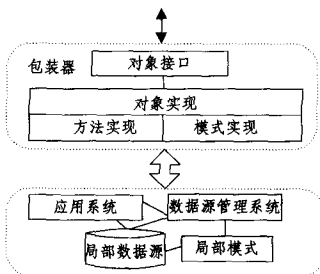 包装器
对象接口
对象实现
方法实现 模式实现
应用系统 数据源管理系统
局部数据源 局部模式